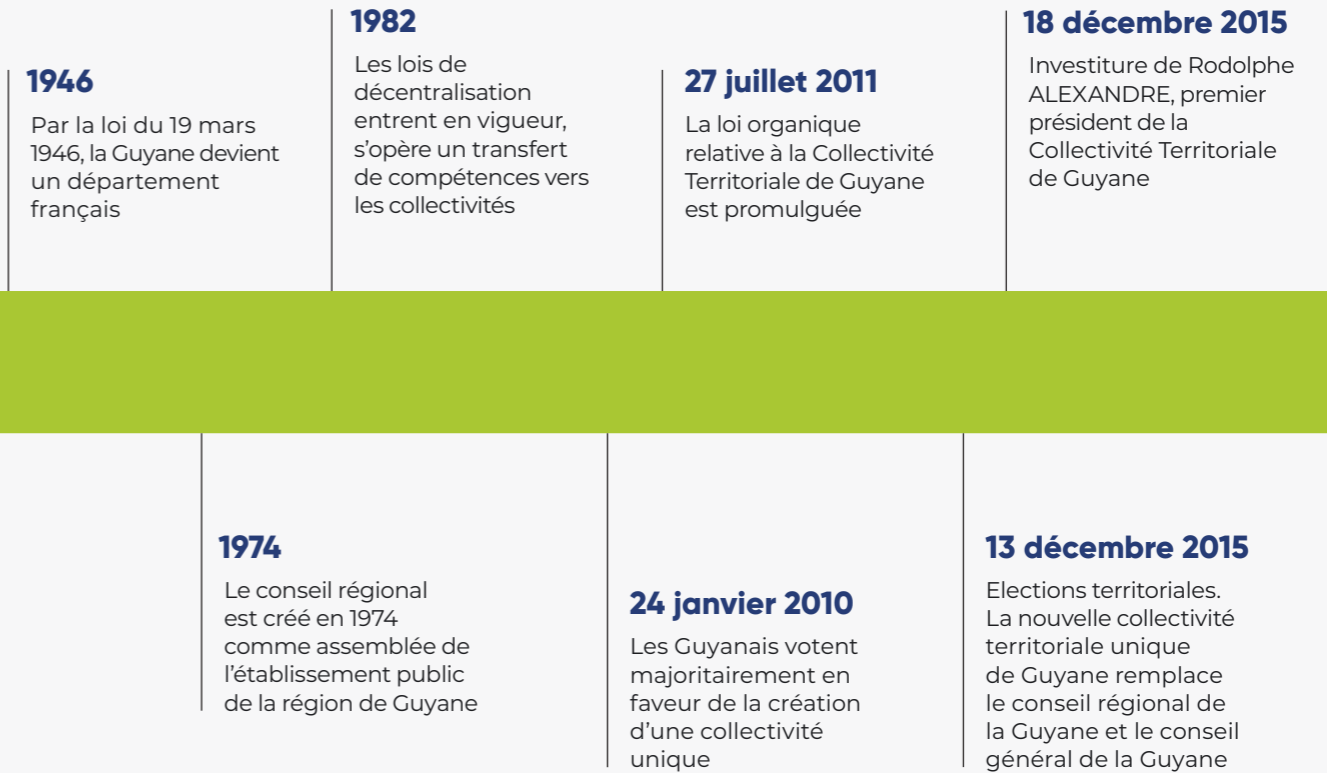 1946
Par la loi du 19 mars
1946, la Guyane devient
un département
français
1982
Les lois de
décentralisation
entrent en vigueur,
s’opère un transfert
de compétences vers
les collectivités
27 juillet 2011
La loi organique
relative à la Collectivité
Territoriale de Guyane
est promulguée
18 décembre 2015
Investiture de Rodolphe
ALEXANDRE, premier
président de la
Collectivité Territoriale
de Guyane
1974
Le conseil régional
est créé en 1974
comme assemblée de
l’établissement public
de la région de Guyane
24 janvier 2010
Les Guyanais votent
majoritairement en
faveur de la création
d’une collectivité
unique
13 décembre 2015
Elections territoriales.
La nouvelle collectivité
territoriale unique
de Guyane remplace
le conseil régional de
la Guyane et le conseil
général de la Guyane